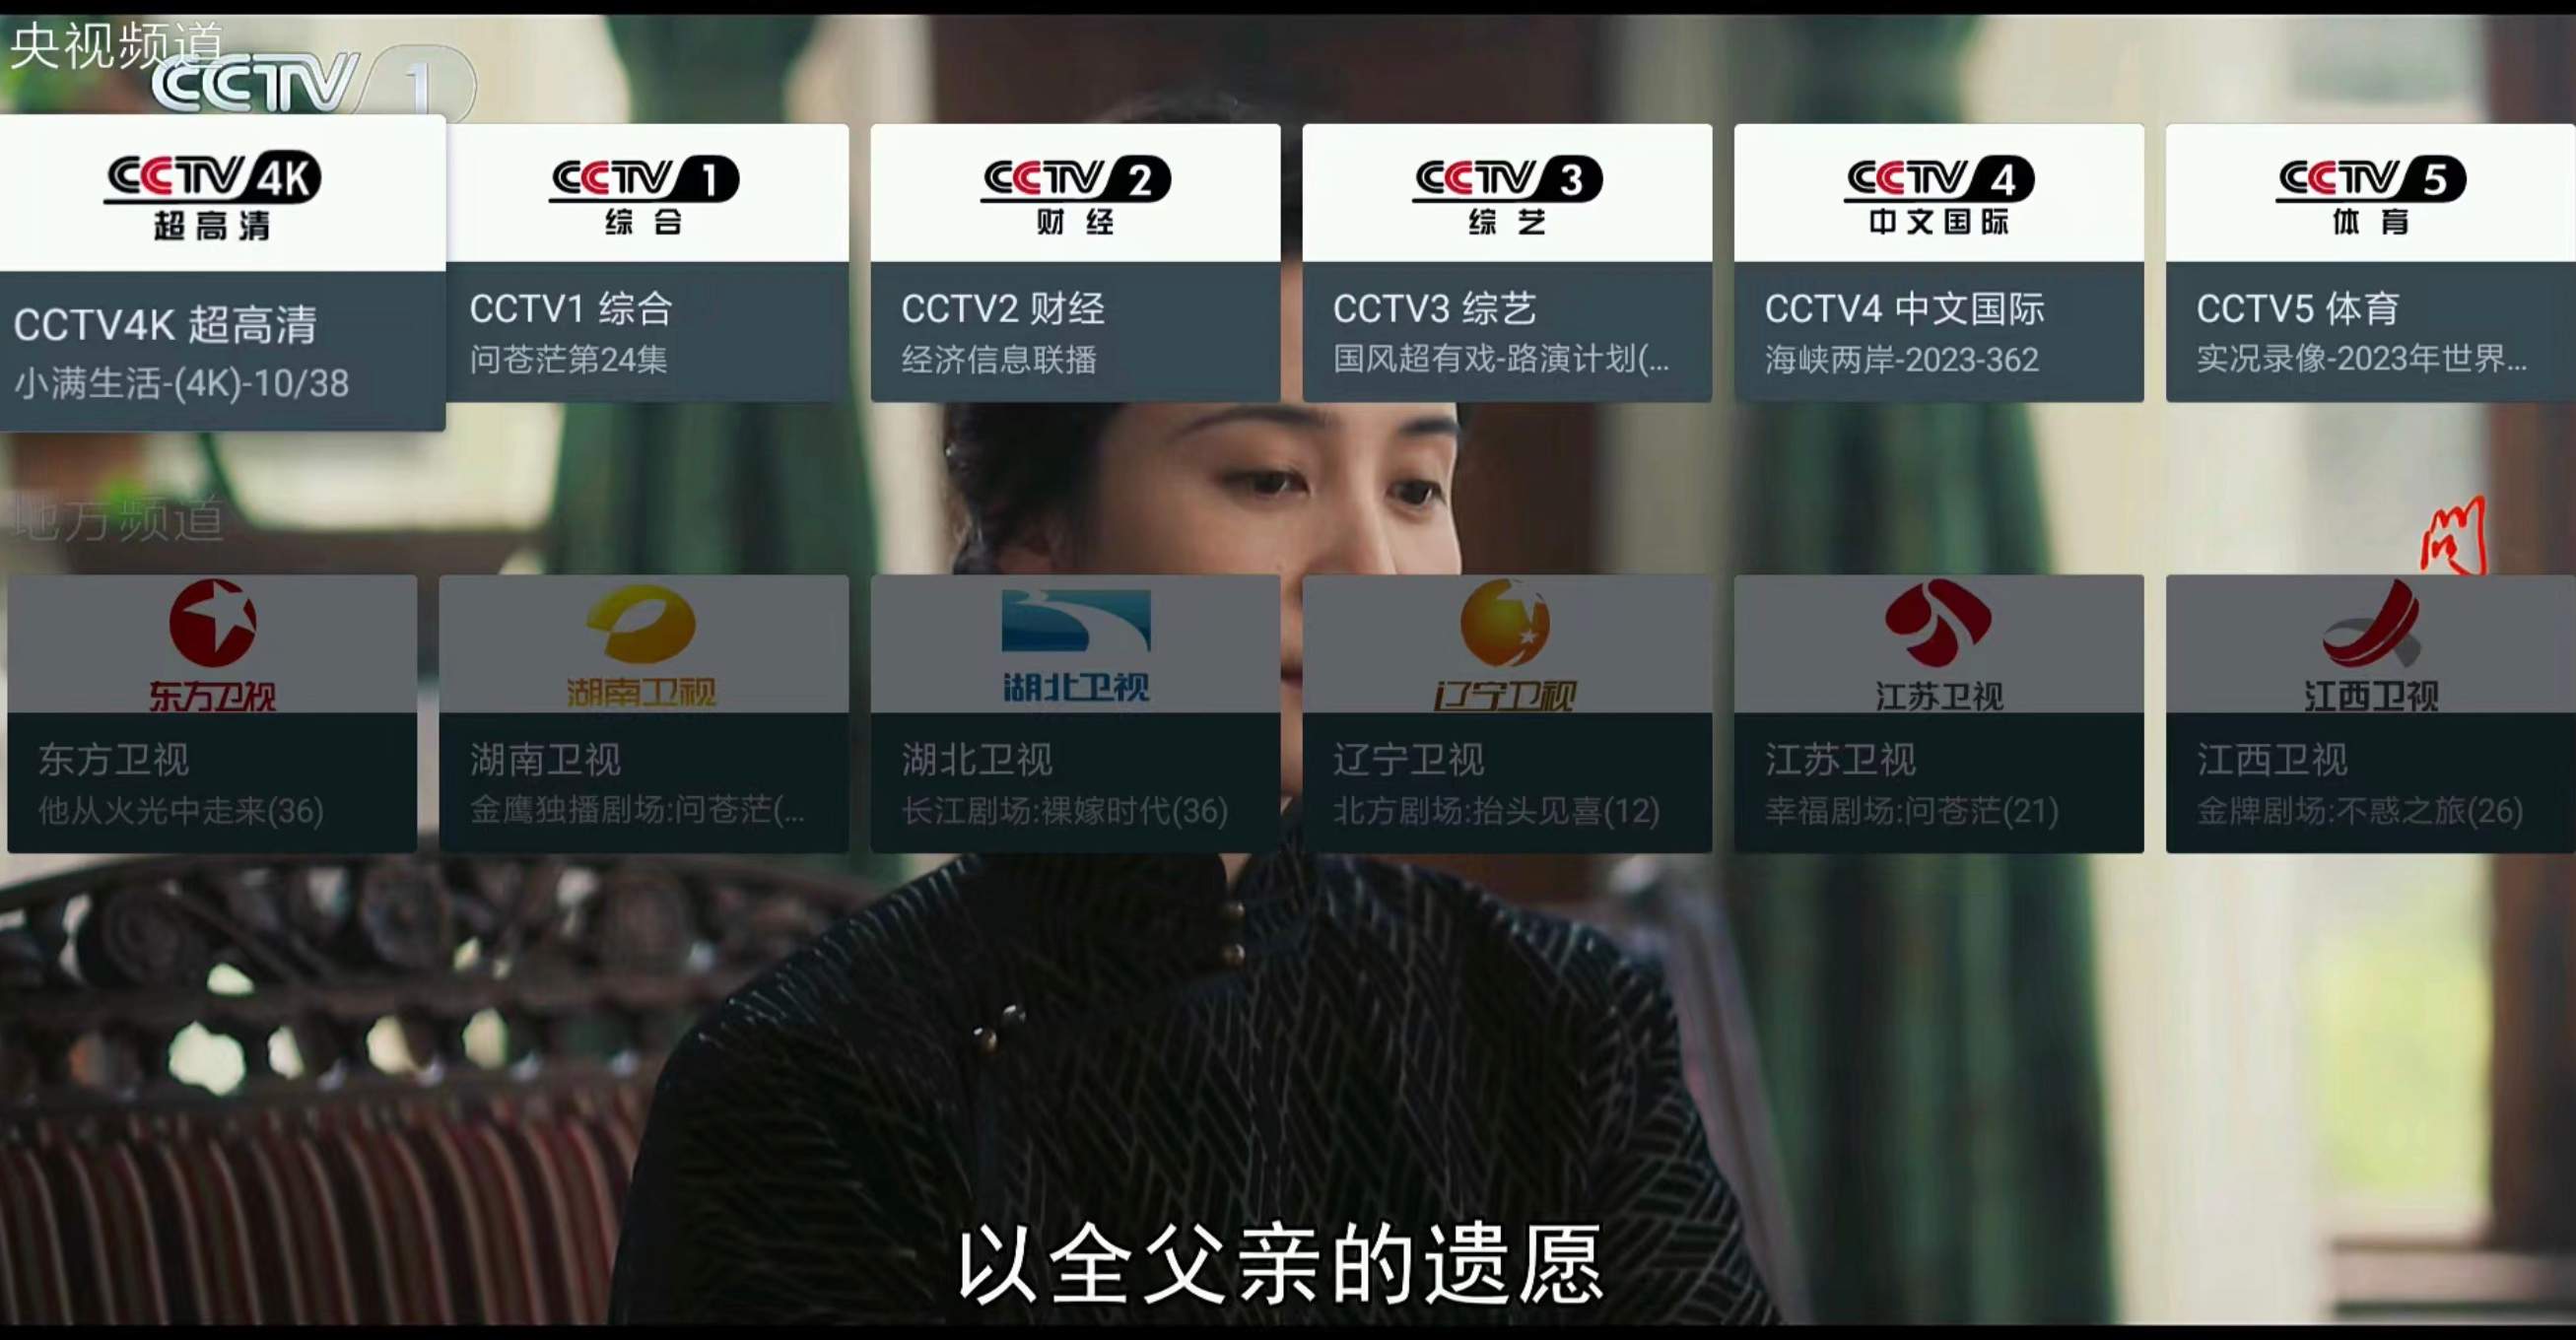 央视频道
CCTV 1
CCTV 4K
超高清
CCTV 1
综合
CCTV 2
财经
CCTV 3
综艺
CCTV 4
中文国际
CCTV 5
体育
CCTV4K 超高清
小满生活-(4K)-10/38
CCTV1 综合
问苍茫第24集
CCTV2 财经
经济信息联播
CCTV3 综艺
国风超有戏-路演计划(...
CCTV4 中文国际
海峡两岸-2023-362
CCTV5 体育
实况录像-2023年世界...
地方频道
问
东方卫视
湖南卫视
湖北卫视
辽宁卫视
江苏卫视
江西卫视
东方卫视
他从火光中走来(36)
湖南卫视
金鹰独播剧场:问苍茫(...
湖北卫视
长江剧场:裸嫁时代(36)
辽宁卫视
北方剧场:抬头见喜(12)
江苏卫视
幸福剧场:问苍茫(21)
江西卫视
金牌剧场:不惑之旅(26)
以全父亲的遗愿